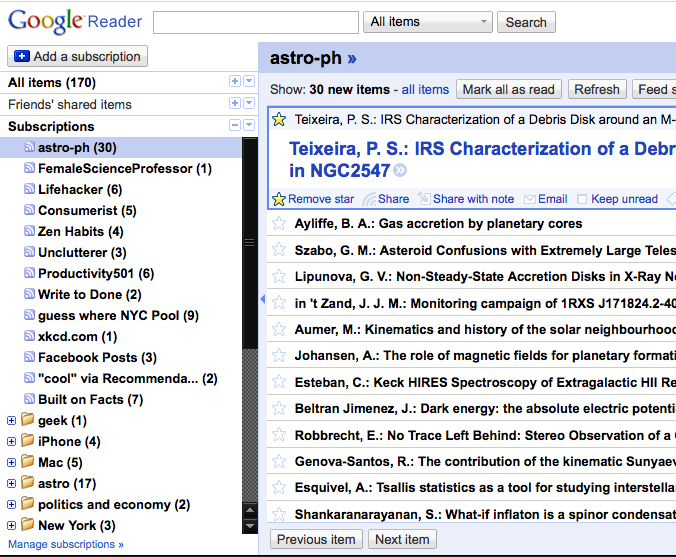 Google Reader
All items
Search
Add a subscription
All items (170)
Friends' shared items
Subscriptions
astro-ph (30)
FemaleScienceProfessor (1)
Lifehacker (6)
Consumerist (5)
Zen Habits (4)
Unclutterer (3)
Productivity501 (6)
Write to Done (2)
guess where NYC Pool (9)
xkcd.com (1)
Facebook Posts (3)
"cool" via Recommenda... (2)
Built on Facts (7)
geek (1)
iPhone (4)
Mac (5)
astro (17)
politics and economy (2)
New York (3)
Manage subscriptions »
astro-ph »
Show: 30 new items - all items Mark all as read Refresh Feed s
Teixeira, P. S.: IRS Characterization of a Debris Disk around an M-
Teixeira, P. S.: IRS Characterization of a Debr
in NGC2547 »
Remove star Share Share with note Email Keep unread
Ayliffe, B. A.: Gas accretion by planetary cores
Szabo, G. M.: Asteroid Confusions with Extremely Large Teles
Lipunova, G. V.: Non-Steady-State Accretion Disks in X-Ray N
in 't Zand, J. J. M.: Monitoring campaign of 1RXS J171824.2-40
Aumer, M.: Kinematics and history of the solar neighbourhood
Johansen, A.: The role of magnetic fields for planetary formati
Esteban, C.: Keck HIRES Spectroscopy of Extragalactic HII Re
Beltran Jimenez, J.: Dark energy: the absolute electric potenti
Robbrecht, E.: No Trace Left Behind: Stereo Observation of a C
Genova-Santos, R.: The contribution of the kinematic Sunyaev
Esquivel, A.: Tsallis statistics as a tool for studying interstella
Shankaranarayanan, S.: What-if inflaton is a spinor condensat
Previous item Next item